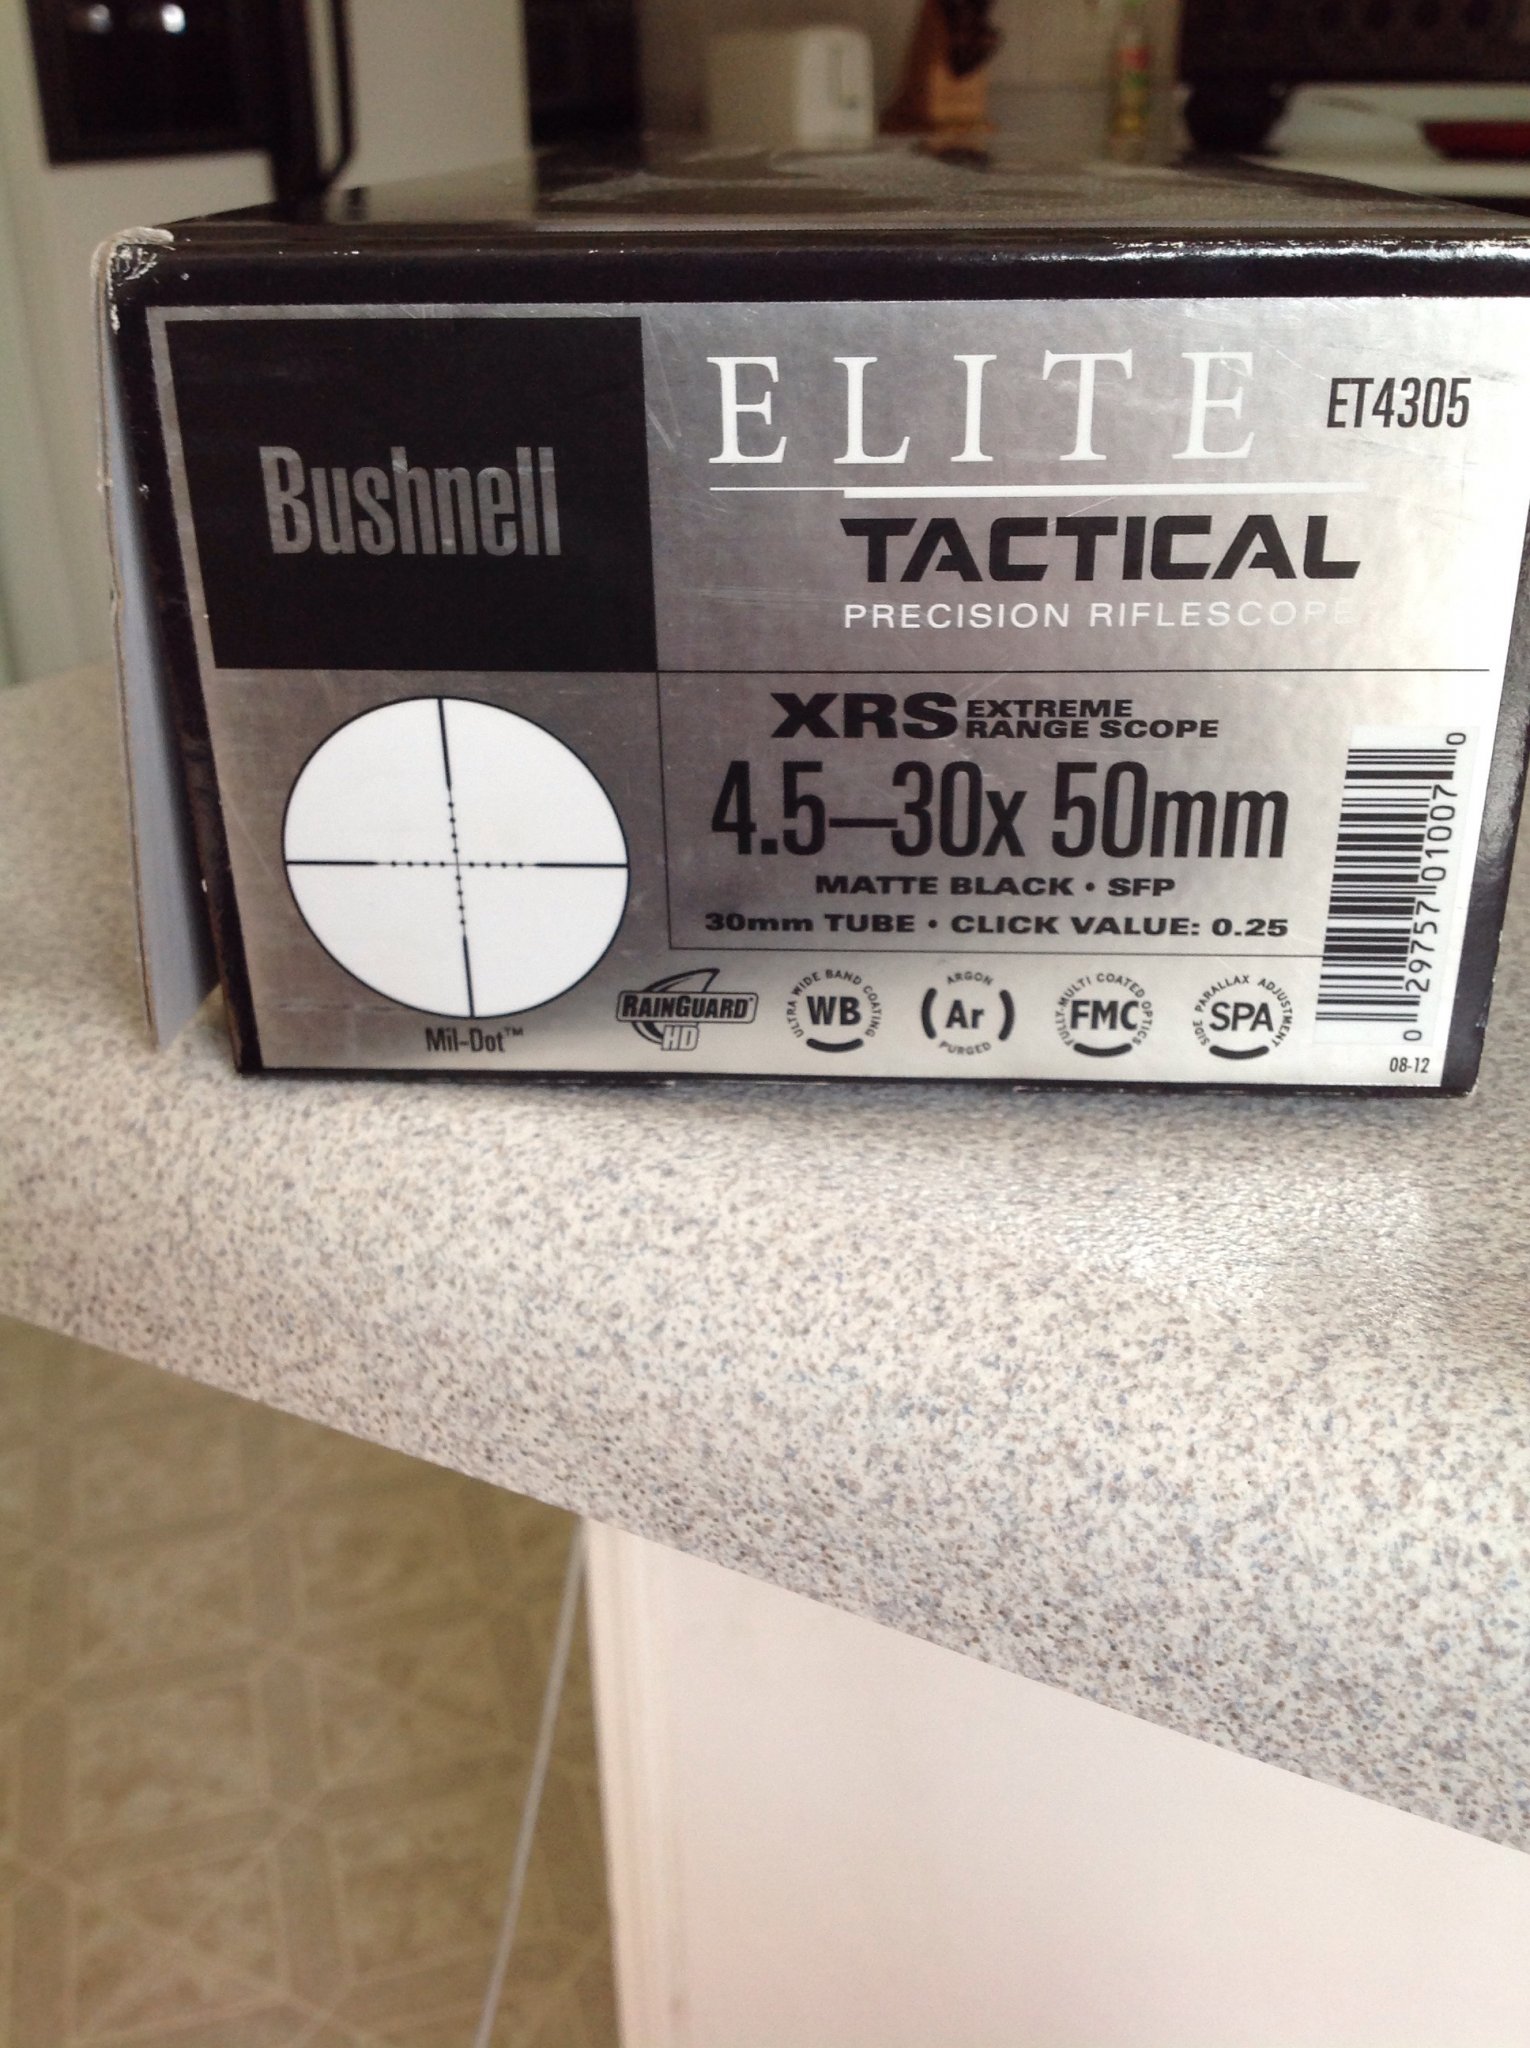 Bushnell
ELITE
ET4305
TACTICAL
PRECISION RIFLESCOPE
XRS EXTREME RANGE SCOPE
4.5–30x 50mm
MATTE BLACK • SFP
30mm TUBE • CLICK VALUE: 0.25
Mil-Dot™
RAINGUARD HD
ULTRA WIDE BAND COATING
WB
ARGON
Ar
PURGED
FULLY MULTI COATED OPTICS
FMC
SIDE PARALLAX ADJUSTMENT
SPA
0 29757 01007 0
08-12